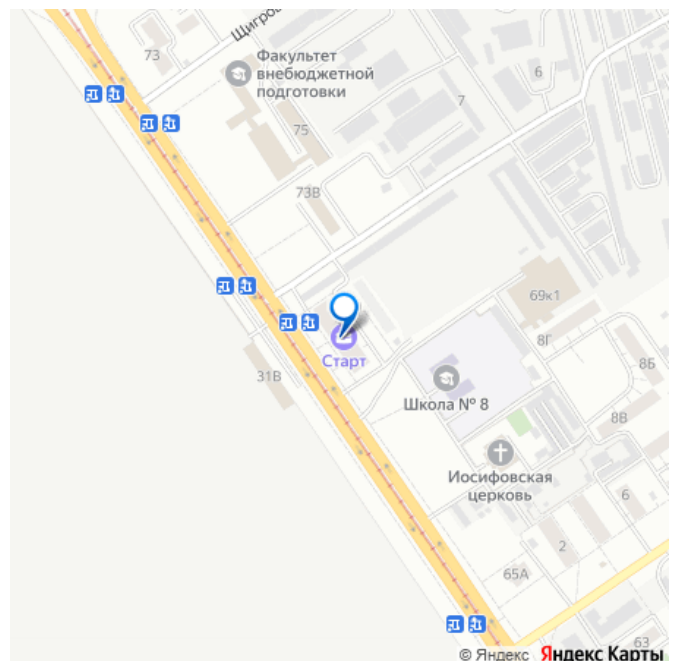 Щигров
73
Факультет
внебюджетной
подготовки
6
7
75
73В
69к1
8Г
Старт
31В
8Б
Школа № 8
8В
Иосифовская
церковь
6
2
65А
63
© Яндекс Яндекс Карты